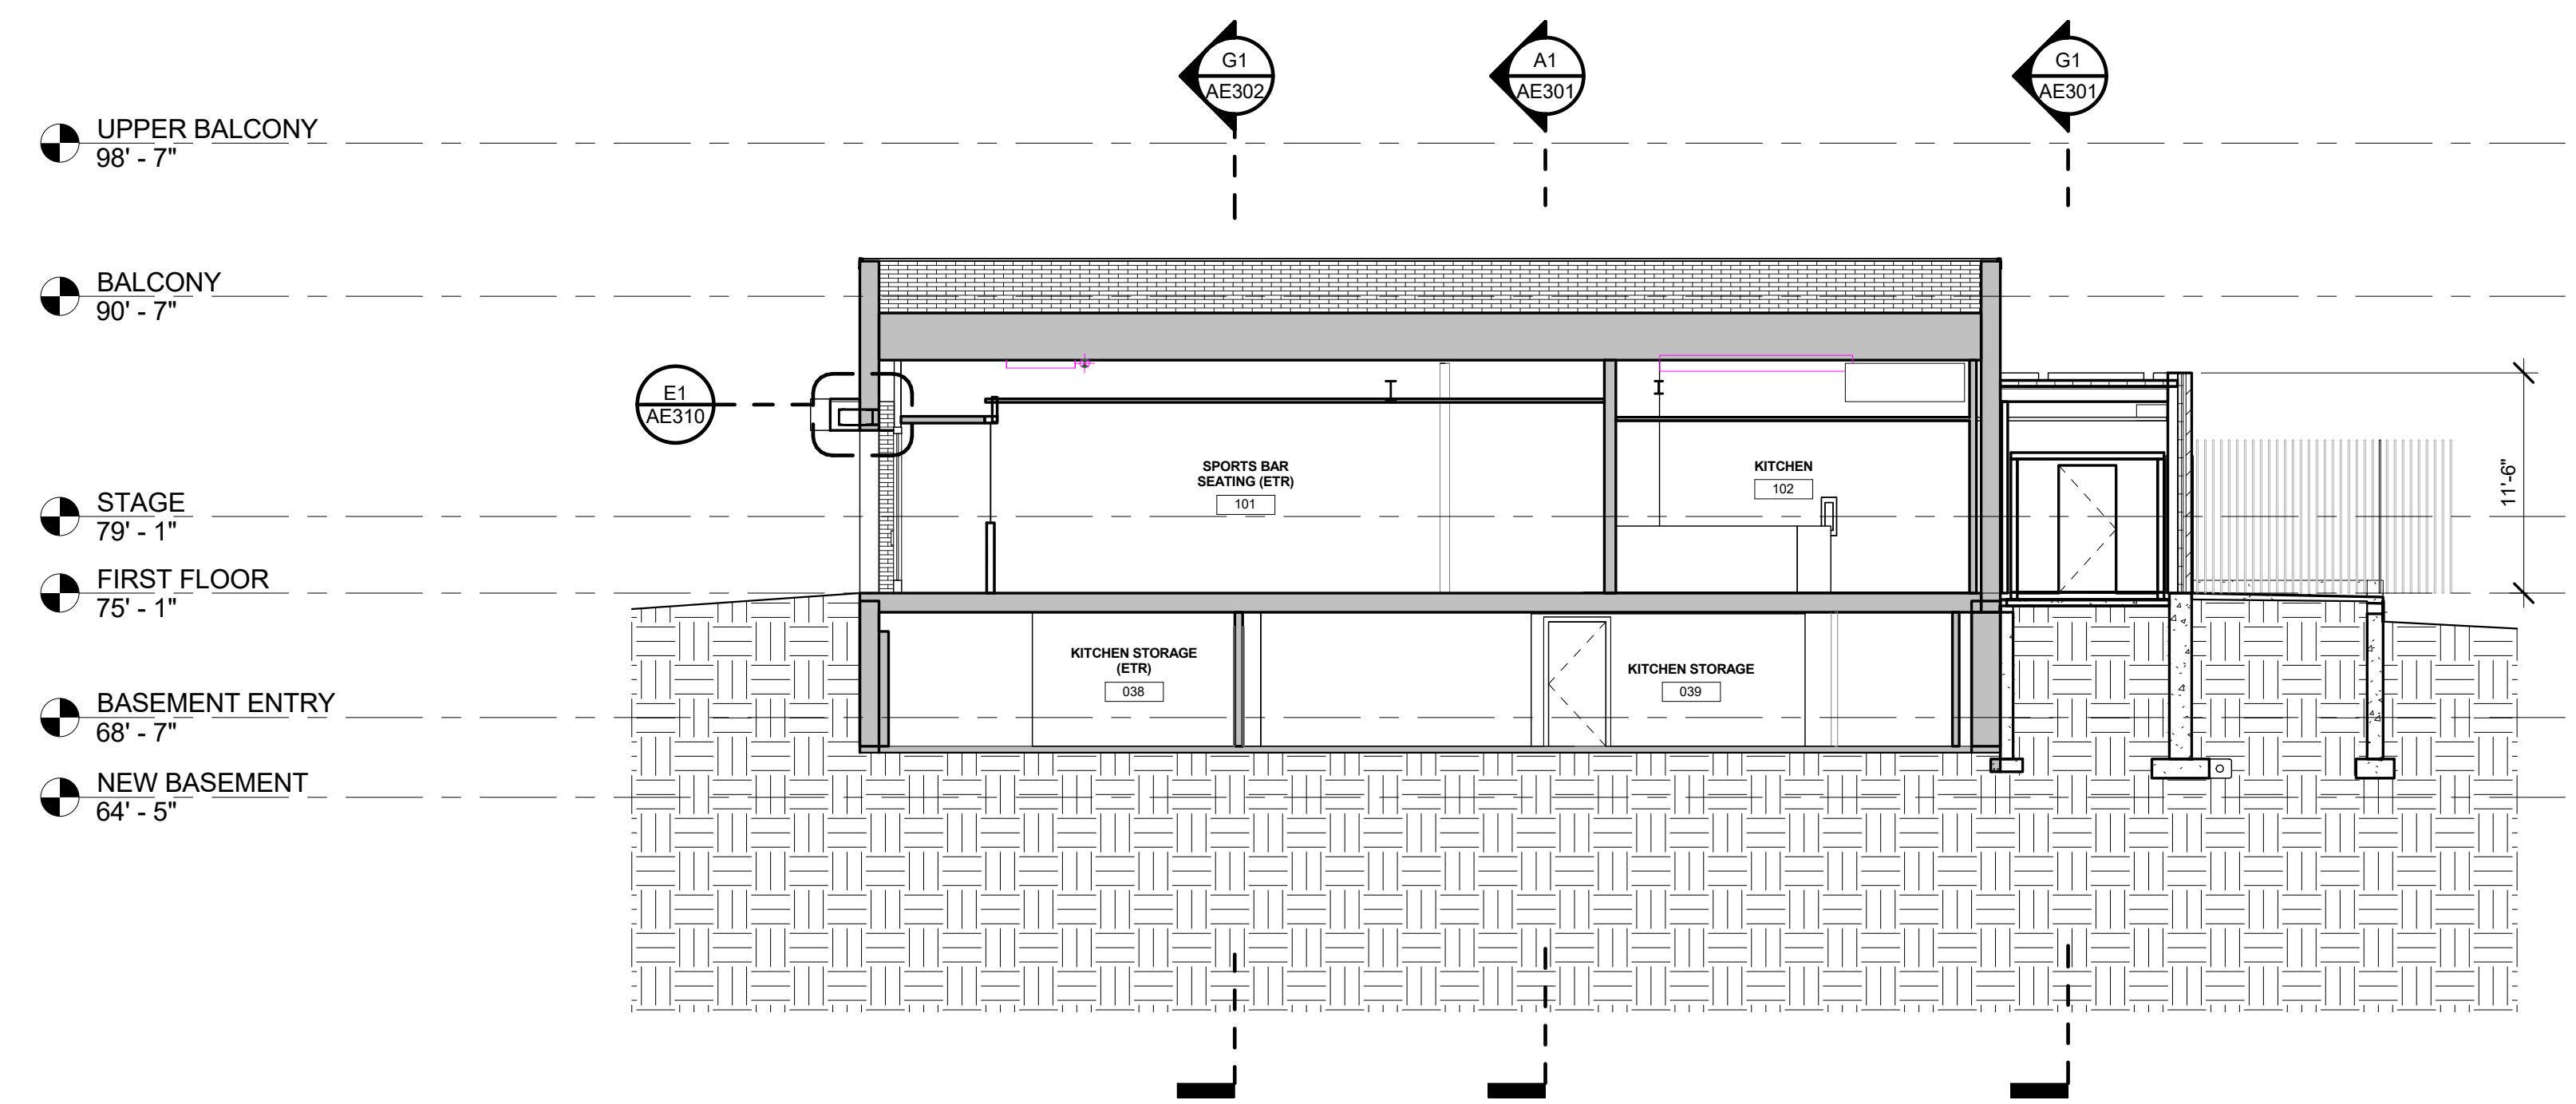 G1
AE302
A1
AE301
G1
AE301
UPPER BALCONY
98' - 7"
BALCONY
90' - 7"
E1
AE310
SPORTS BAR
SEATING (ETR)
101
KITCHEN
102
11'-6"
STAGE
79' - 1"
FIRST FLOOR
75' - 1"
KITCHEN STORAGE
(ETR)
038
KITCHEN STORAGE
039
BASEMENT ENTRY
68' - 7"
NEW BASEMENT
64' - 5"